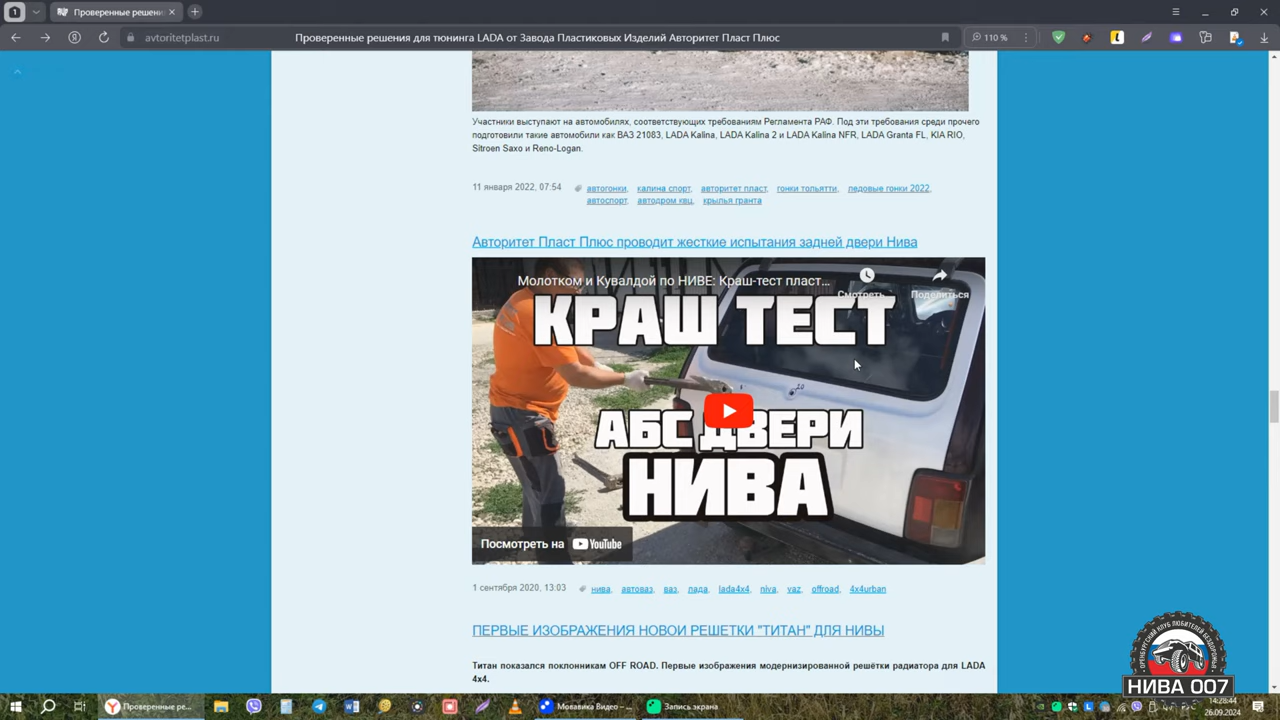 1
Проверенные решени
avtoritetplast.ru
Проверенные решения для тюнинга LADA от Завода Пластиковых Изделий Авторитет Пласт Плюс
110 %
Участники выступают на автомобилях, соответствующих требованиям Регламента РАФ. Под эти требования среди прочего
подготовили такие автомобили как ВАЗ 21083, LADA Kalina, LADA Kalina 2 и LADA Kalina NFR, LADA Granta FL, KIA RIO,
Sitroen Saxo и Reno-Logan.
11 января 2022, 07:54
автогонки, калина спорт, авторитет пласт, гонки тольятти, ледовые гонки 2022,
автоспорт, автодром квц, крылья гранта
Авторитет Пласт Плюс проводит жесткие испытания задней двери Нива
Молотком и Кувалдой по НИВЕ: Краш-тест пласт...
Смотреть
Поделиться
КРАШ ТЕСТ
АБС ДВЕРИ
НИВА
Посмотреть на YouTube
1 сентября 2020, 13:03
нива, автоваз, ваз, лада, lada4x4, niva, vaz, offroad, 4x4urban
ПЕРВЫЕ ИЗОБРАЖЕНИЯ НОВОЙ РЕШЕТКИ "ТИТАН" ДЛЯ НИВЫ
Титан показался поклонникам OFF ROAD. Первые изображения модернизированной решётки радиатора для LADA
4x4.
НИВА 007
Проверенные ре...
Мовавика Видео – ...
Запись экрана
14:28:44
26.09.2024